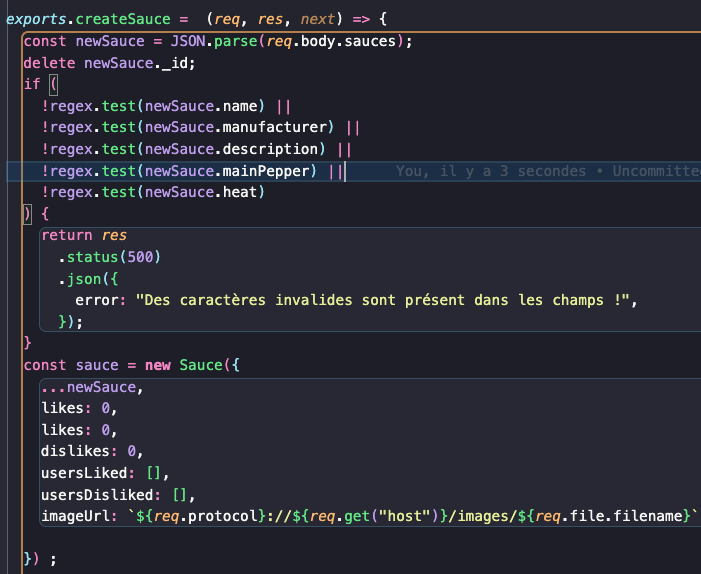 exports.createSauce =  (req, res, next) => {
  const newSauce = JSON.parse(req.body.sauces);
  delete newSauce._id;
  if (
    !regex.test(newSauce.name) ||
    !regex.test(newSauce.manufacturer) ||
    !regex.test(newSauce.description) ||
    !regex.test(newSauce.mainPepper) ||      You, il y a 3 secondes • Uncommitted
    !regex.test(newSauce.heat)
  ) {
    return res
      .status(500)
      .json({
        error: "Des caractères invalides sont présent dans les champs !",
      });
  }
  const sauce = new Sauce({
    ...newSauce,
    likes: 0,
    likes: 0,
    dislikes: 0,
    usersLiked: [],
    usersDisliked: [],
    imageUrl: `${req.protocol}://${req.get("host")}/images/${req.file.filename}`
  }) ;